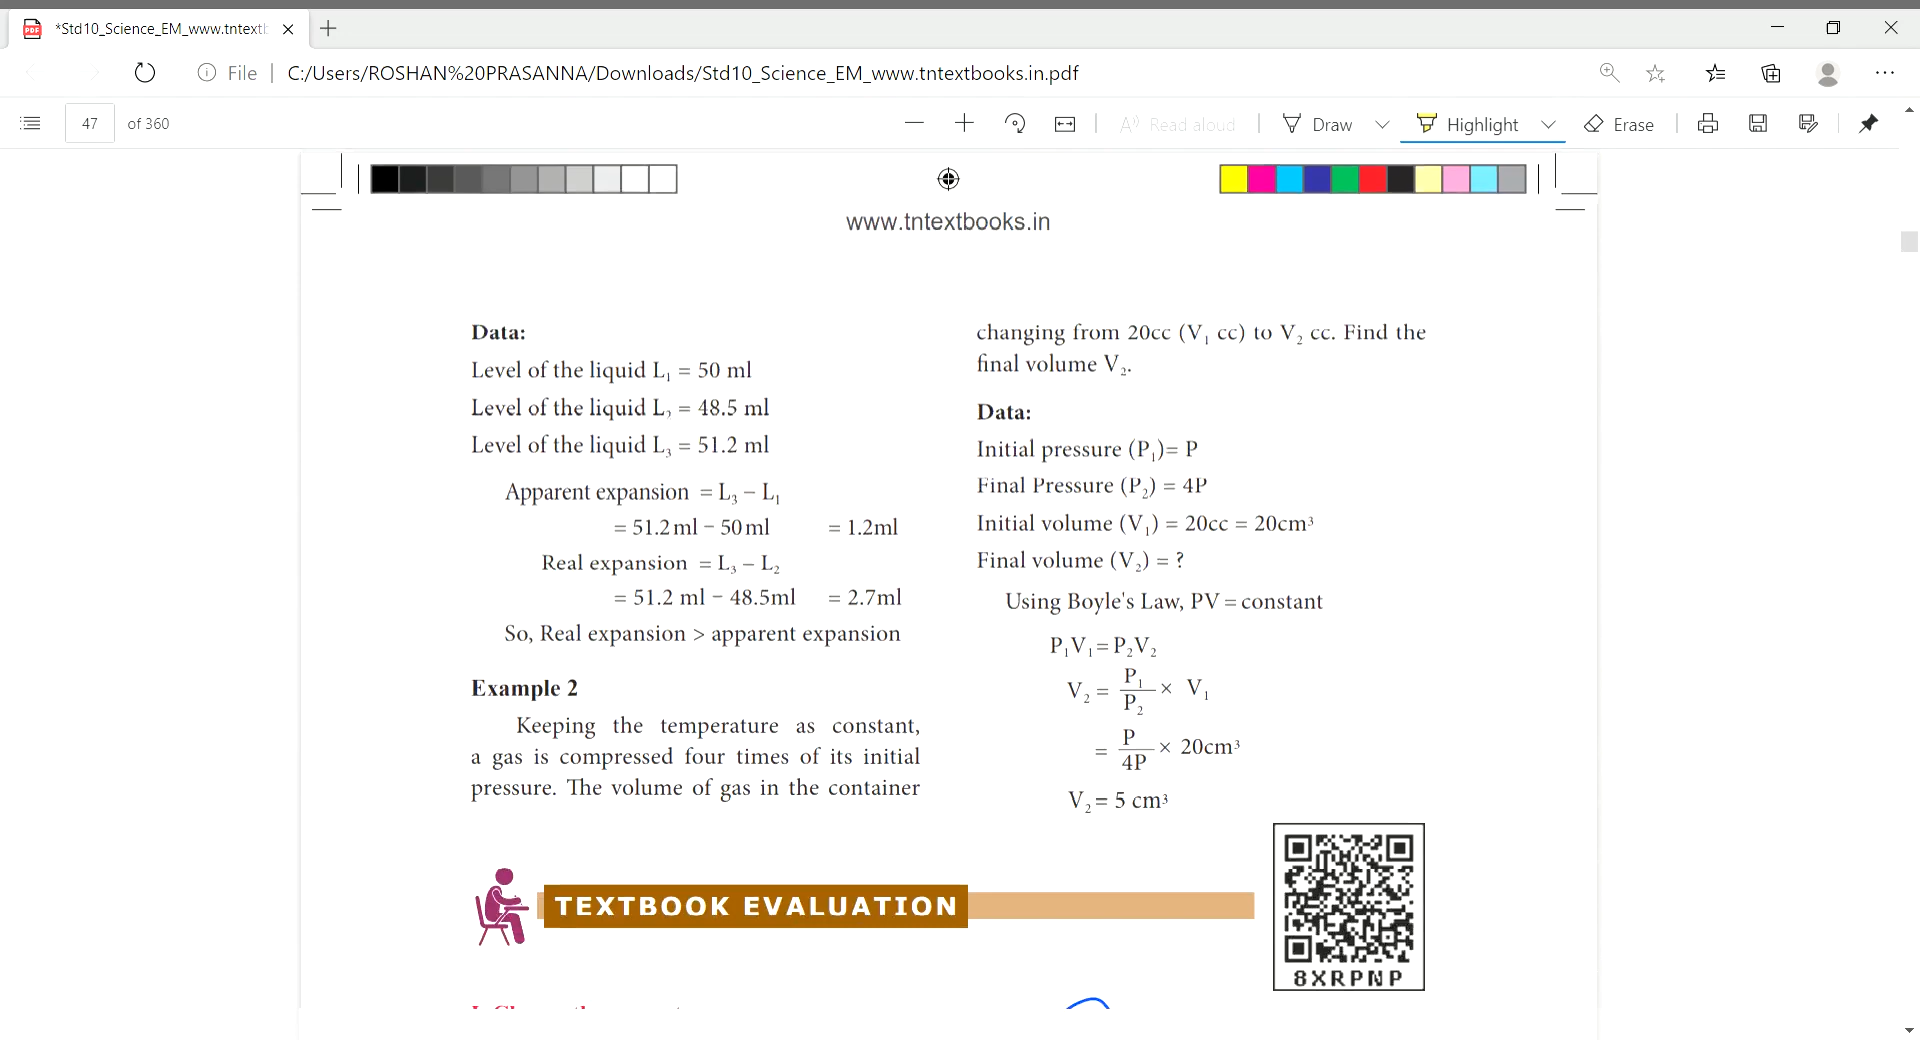 *Std10_Science_EM_www.tntextb
File
C:/Users/ROSHAN%20PRASANNA/Downloads/Std10_Science_EM_www.tntextbooks.in.pdf
47 of 360
Read aloud
Draw
Highlight
Erase
www.tntextbooks.in
Data:
Level of the liquid L₁ = 50 ml
Level of the liquid L₂ = 48.5 ml
Level of the liquid L₃ = 51.2 ml
Apparent expansion = L₃ – L₁
= 51.2 ml – 50 ml = 1.2ml
Real expansion = L₃ – L₂
= 51.2 ml – 48.5ml = 2.7ml
So, Real expansion > apparent expansion
Example 2
Keeping the temperature as constant,
a gas is compressed four times of its initial
pressure. The volume of gas in the container
changing from 20cc (V₁ cc) to V₂ cc. Find the
final volume V₂.
Data:
Initial pressure (P₁)= P
Final Pressure (P₂) = 4P
Initial volume (V₁) = 20cc = 20cm³
Final volume (V₂) = ?
Using Boyle's Law, PV = constant
P₁V₁ = P₂V₂
V₂ = P₁/P₂ × V₁
= P/4P × 20cm³
V₂ = 5 cm³
TEXTBOOK EVALUATION
8XRPNP